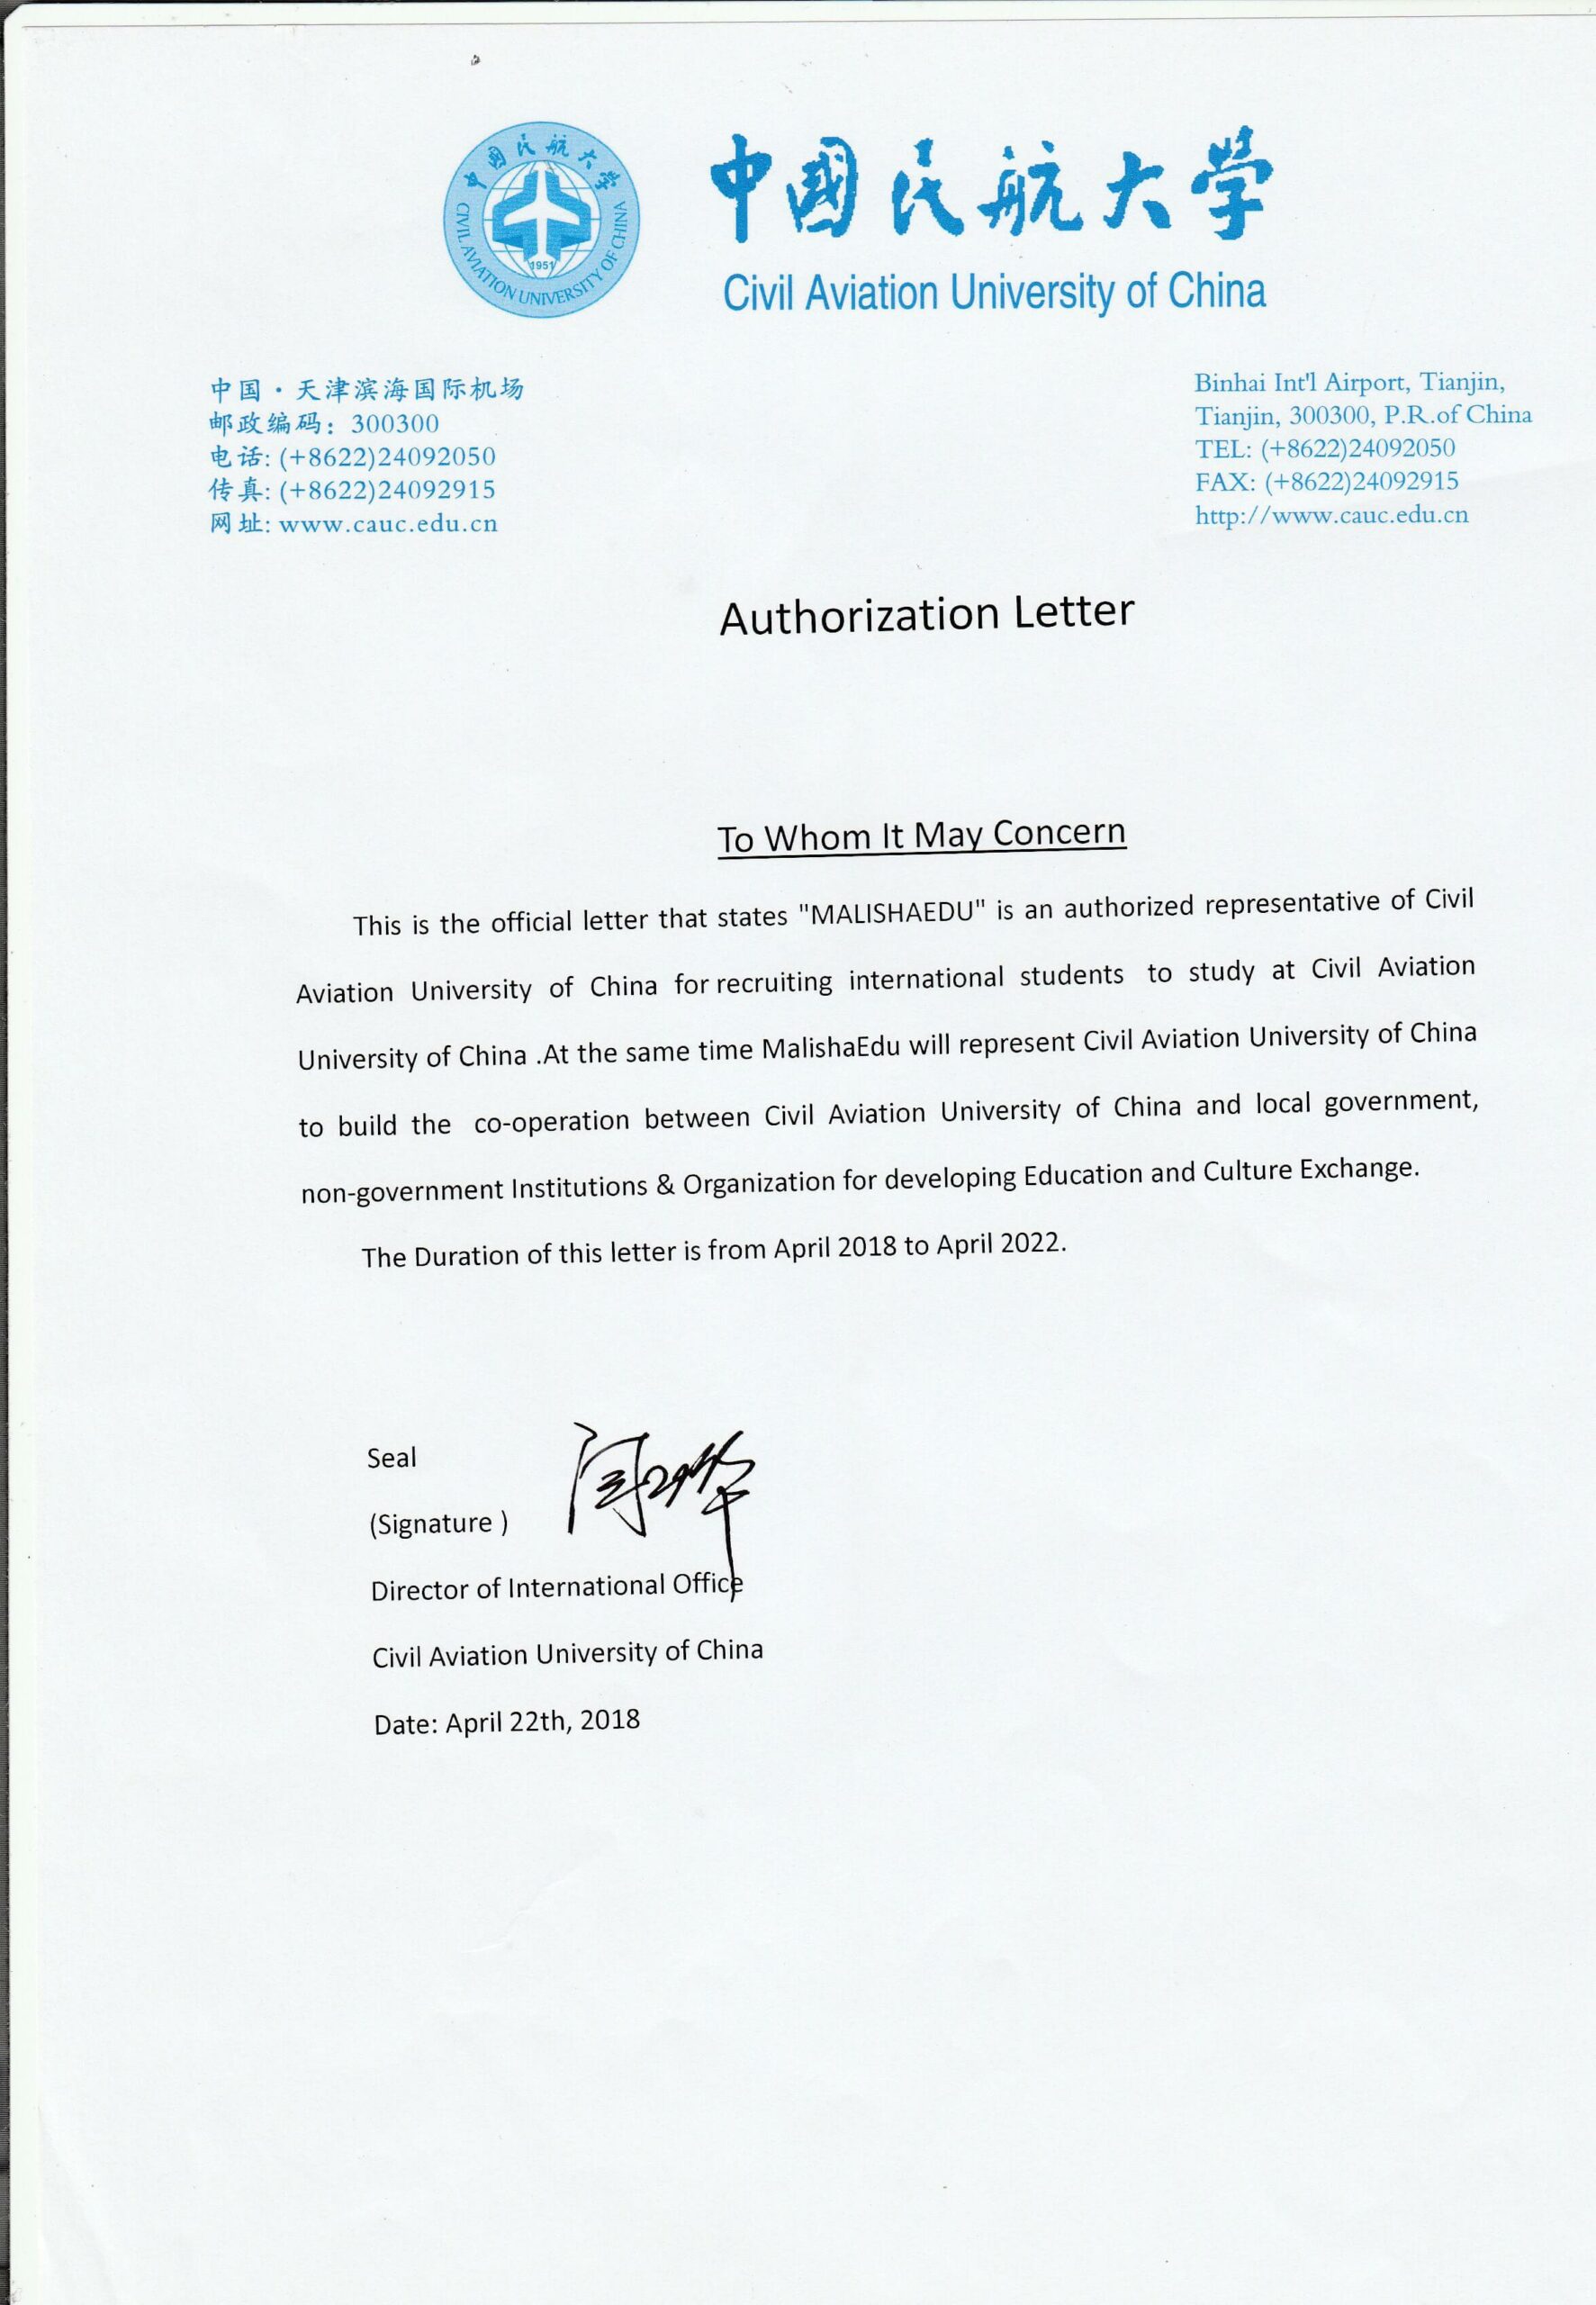 中國民航大学
CIVIL AVIATION UNIVERSITY OF CHINA
1951
中國民航大学
Civil Aviation University of China
中国·天津滨海国际机场
邮政编码: 300300
电话: (+8622)24092050
传真: (+8622)24092915
网址: www.cauc.edu.cn
Binhai Int'l Airport, Tianjin,
Tianjin, 300300, P.R.of China
TEL: (+8622)24092050
FAX: (+8622)24092915
http://www.cauc.edu.cn
Authorization Letter
To Whom It May Concern
This is the official letter that states "MALISHAEDU" is an authorized representative of Civil
Aviation University of China for recruiting international students to study at Civil Aviation
University of China .At the same time MalishaEdu will represent Civil Aviation University of China
to build the co-operation between Civil Aviation University of China and local government,
non-government Institutions & Organization for developing Education and Culture Exchange.
The Duration of this letter is from April 2018 to April 2022.
Seal
(Signature )
Director of International Office
Civil Aviation University of China
Date: April 22th, 2018